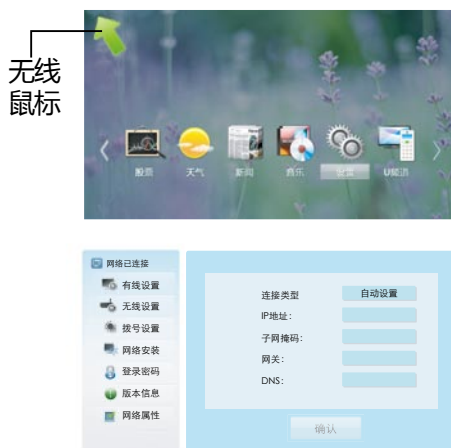 无线
鼠标
股票 天气 新闻 音乐 设置 U频道
网络已连接
有线设置
无线设置
拨号设置
网络安装
登录密码
版本信息
网络属性
连接类型 自动设置
IP地址：
子网掩码：
网关：
DNS：
确认